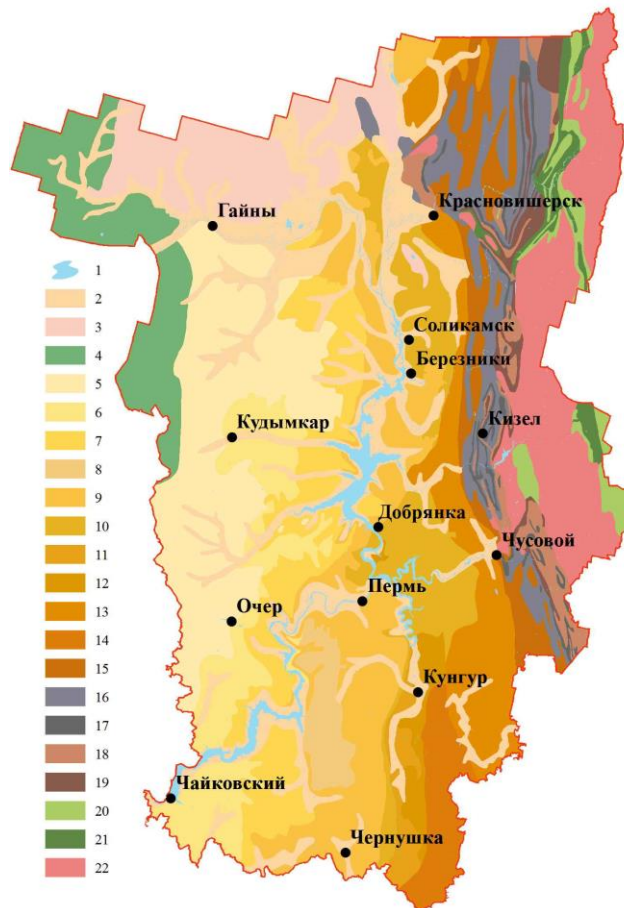 Красновишерск
Гайны
1
2
3
Соликамск
4
Березники
5
6
Кизел
Кудымкар
7
8
9
Добрянка
10
Чусовой
11
12
Пермь
13
Очер
14
15
16
Кунгур
17
18
19
Чайковский
20
21
Чернушка
22